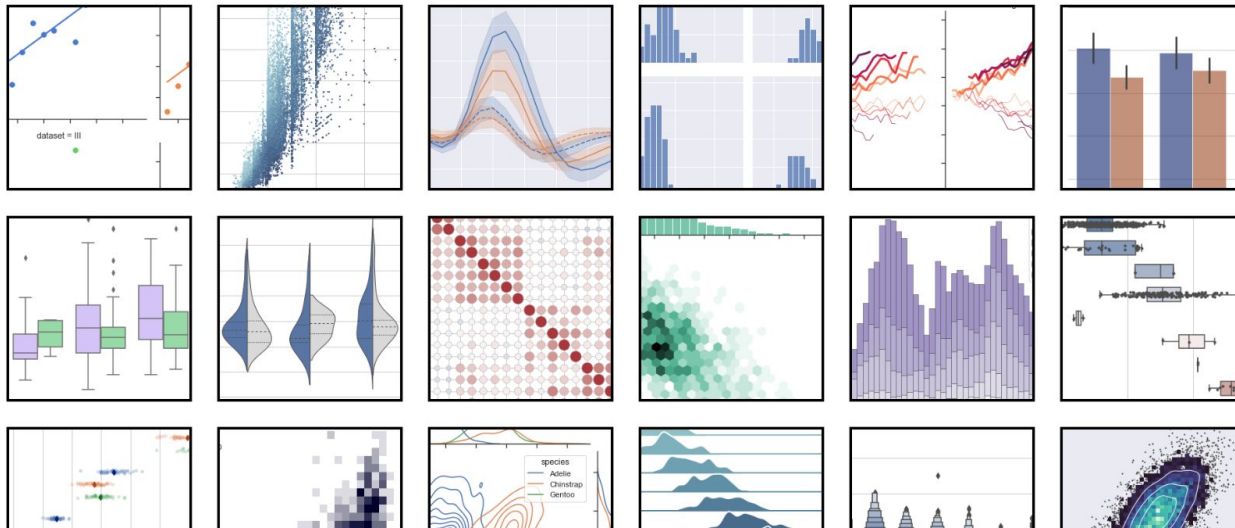 dataset = III
species
Adelie
Chinstrap
Gentoo